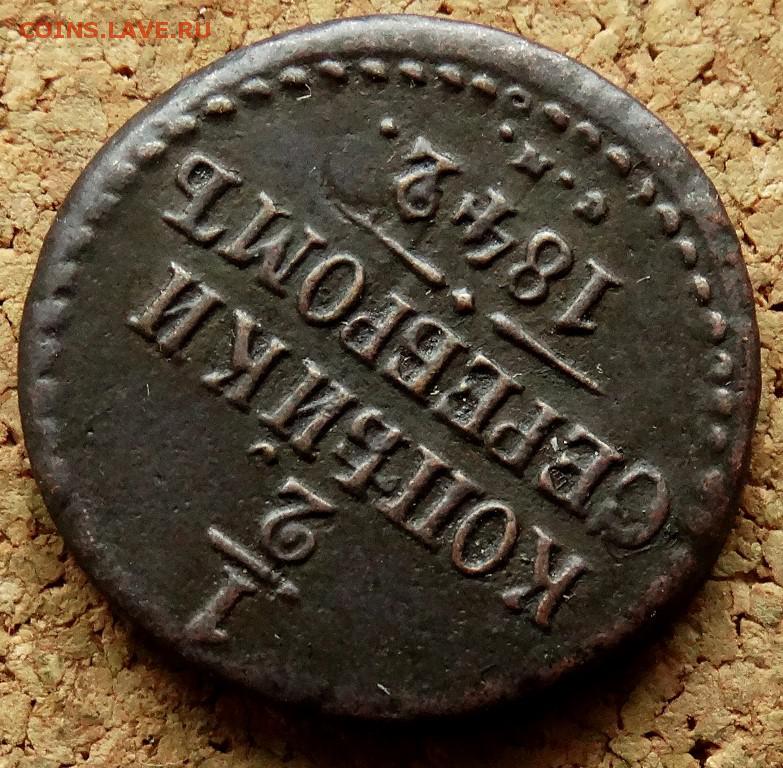 COINS.LAVE.RU
1
2
КОПѢЙКИ
СЕРЕБРОМЪ
1842.
С.М.